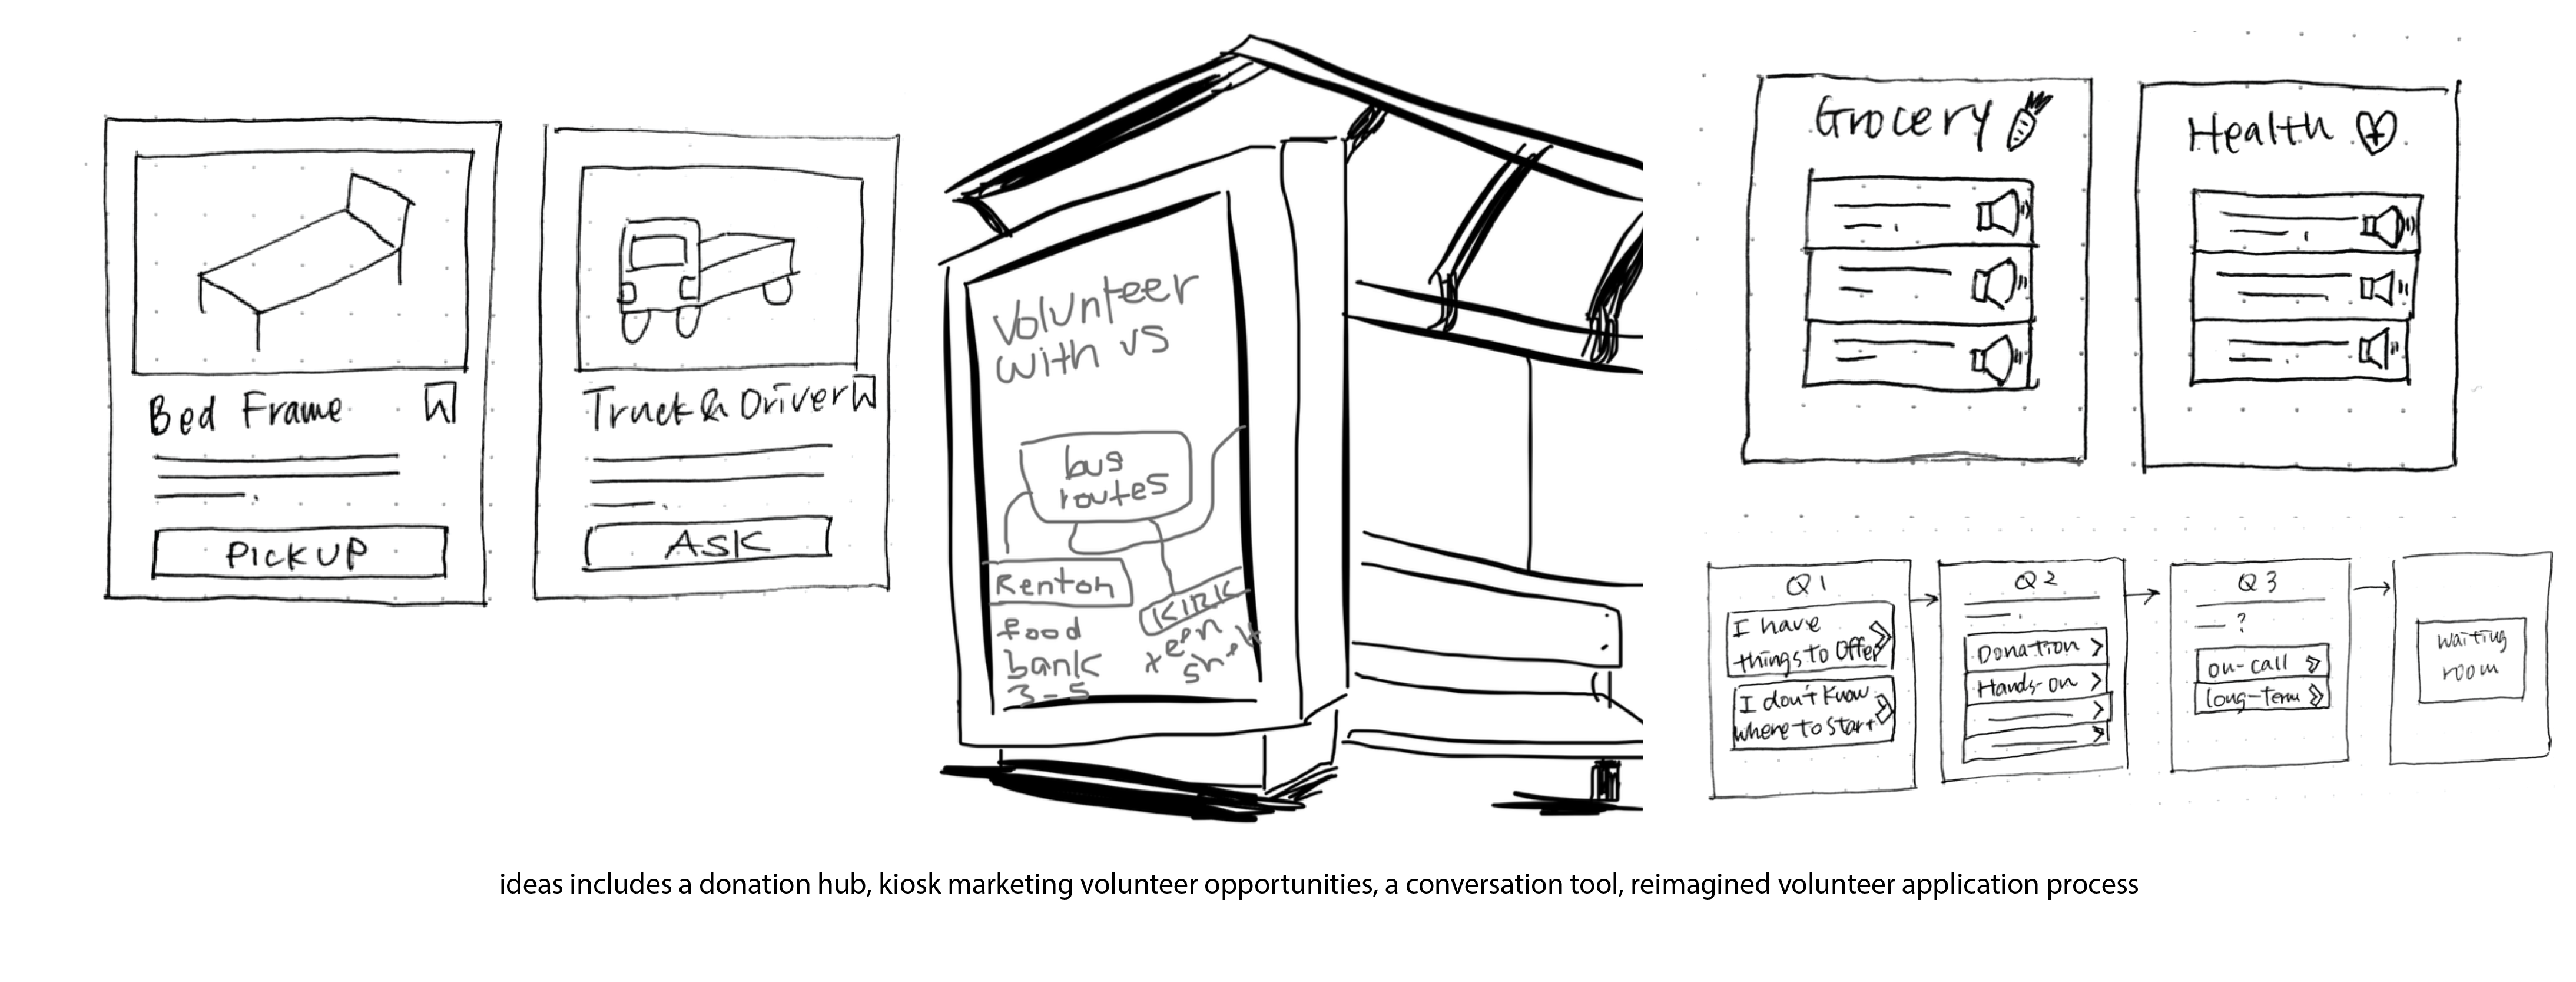 Bed Frame
PICK UP
Truck & Driver
ASK
Volunteer
with us
bus
routes
Renton
food
bank
3-5
KIRK
teen
Grocery
Health
Q1
I have
things to Offer
I don't know
where to start
Q2
Donation
Hands-on
Q3
?
on-call
long-term
waiting
room
ideas includes a donation hub, kiosk marketing volunteer opportunities, a conversation tool, reimagined volunteer application process